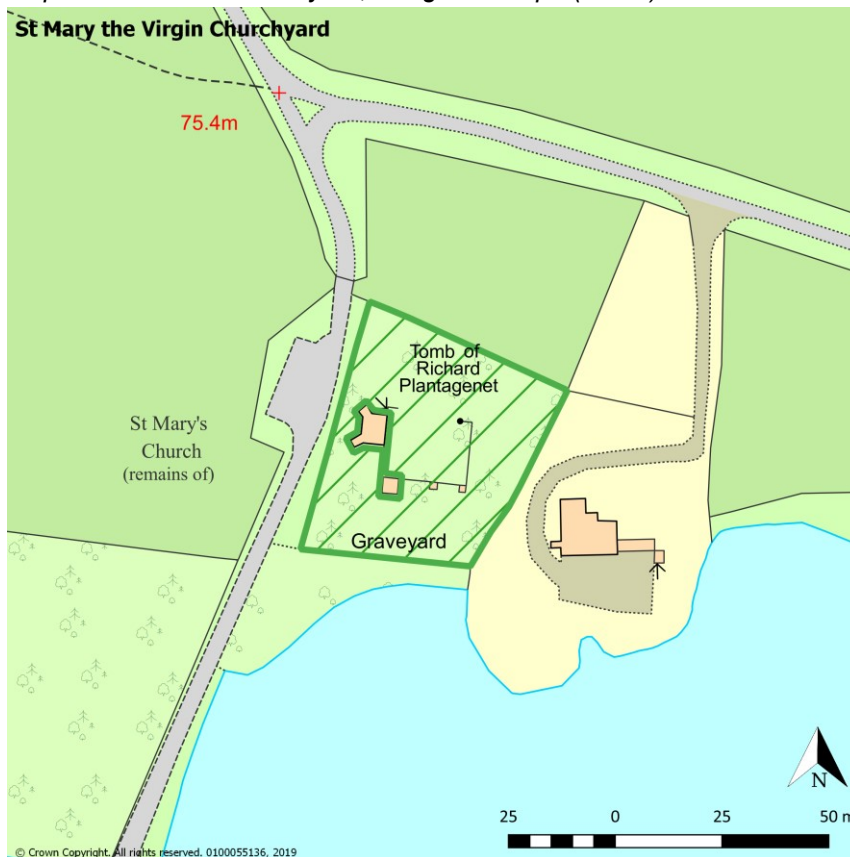 St Mary the Virgin Churchyard
75.4m
Tomb of
Richard
Plantagenet
St Mary's
Church
(remains of)
Graveyard
N
25 0 25 50 m
© Crown Copyright. All rights reserved. 0100055136, 2019